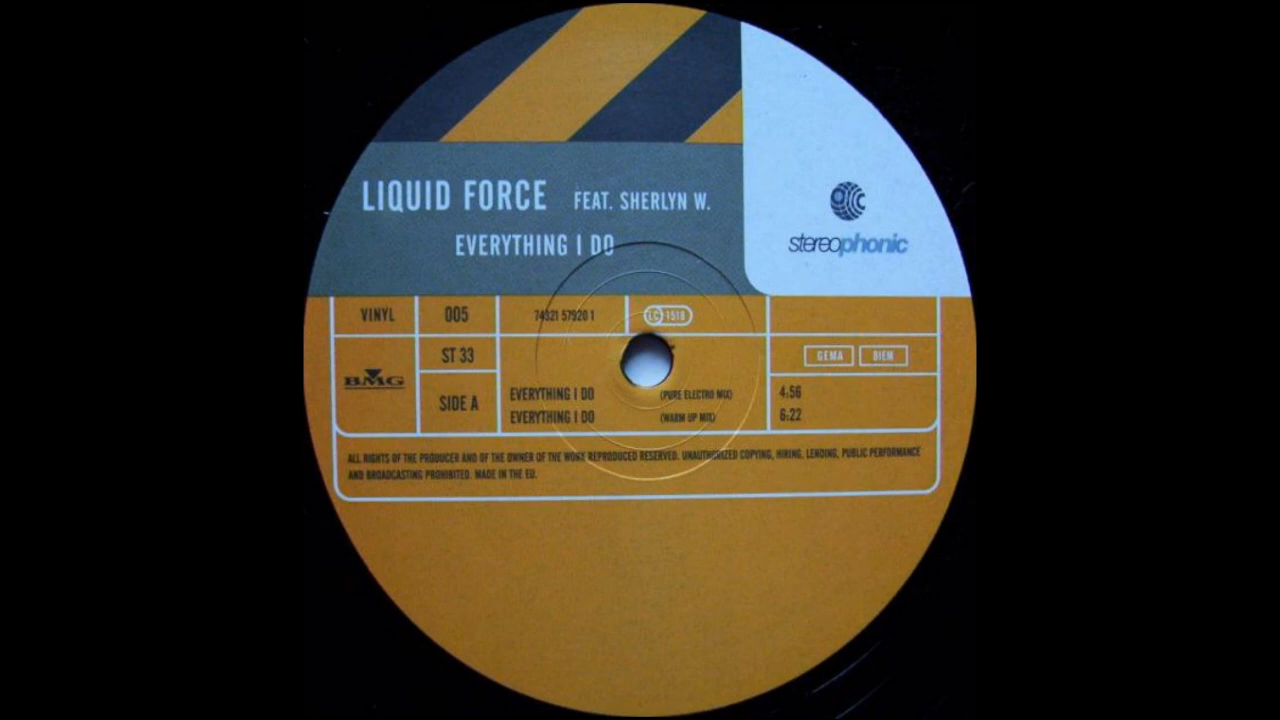 LIQUID FORCE FEAT. SHERLYN W.
EVERYTHING I DO
stereophonic
VINYL 005 74321 57920 1 LC 1518
BMG ST 33 GEMA BIEM
SIDE A
EVERYTHING I DO (PURE ELECTRO MIX) 4:56
EVERYTHING I DO (WARM UP MIX) 6:22
ALL RIGHTS OF THE PRODUCER AND OF THE OWNER OF THE WORK REPRODUCED RESERVED. UNAUTHORIZED COPYING, HIRING, LENDING, PUBLIC PERFORMANCE
AND BROADCASTING PROHIBITED. MADE IN THE EU.